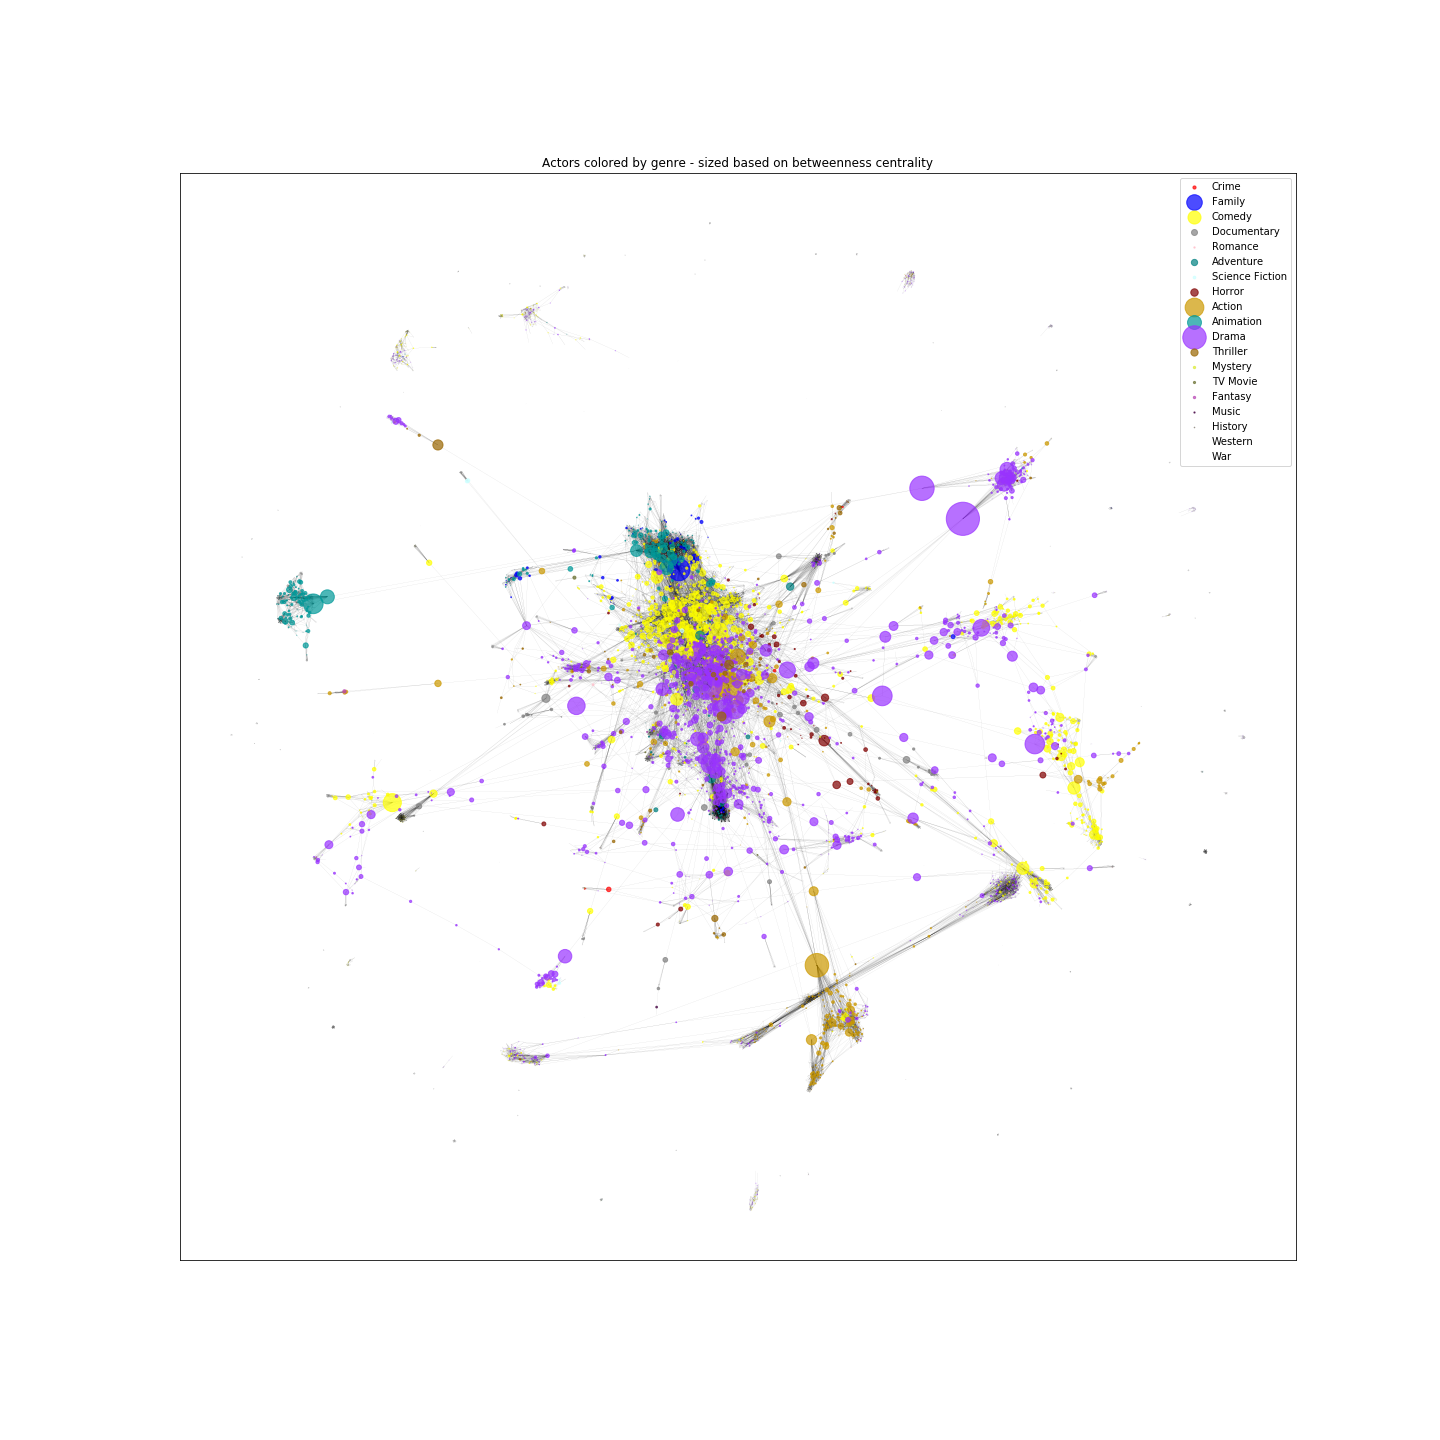 Actors colored by genre - sized based on betweenness centrality
Crime
Family
Comedy
Documentary
Romance
Adventure
Science Fiction
Horror
Action
Animation
Drama
Thriller
Mystery
TV Movie
Fantasy
Music
History
Western
War